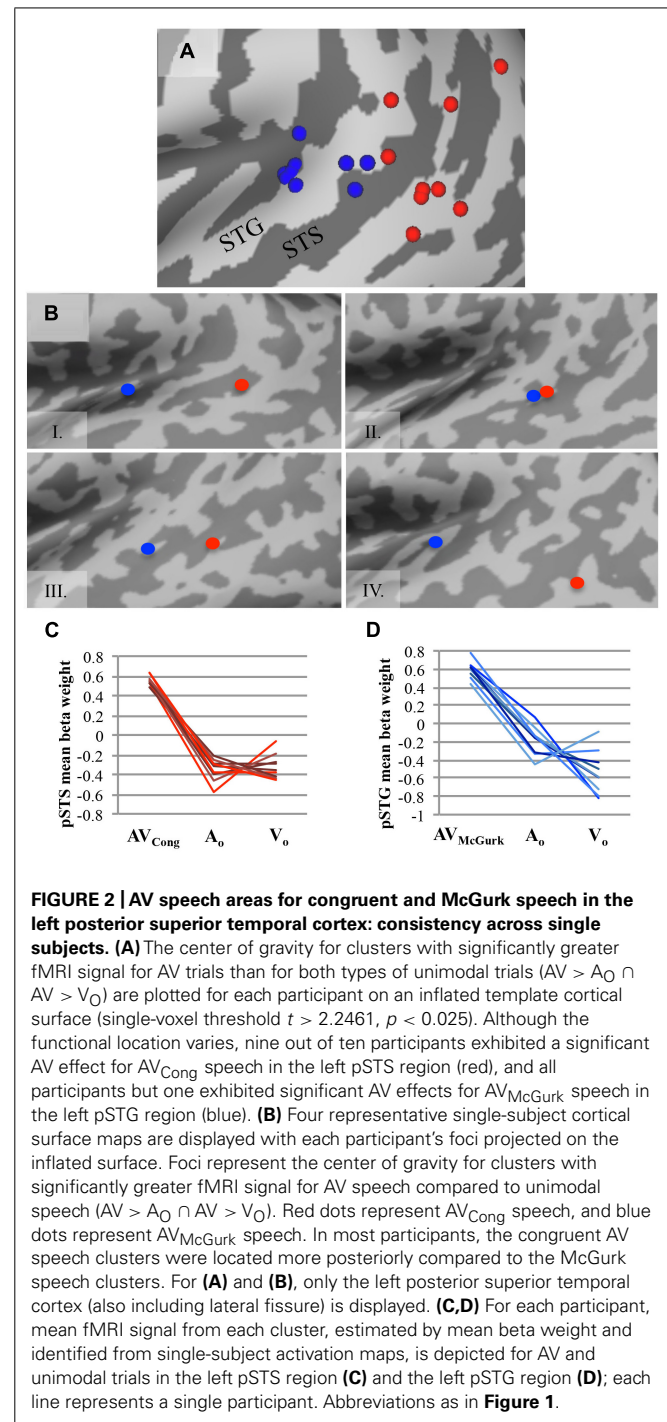 A
STG
STS
B
I.
II.
III.
IV.
C
pSTS mean beta weight
0.8
0.6
0.4
0.2
0
-0.2
-0.4
-0.6
-0.8
AVCong
Ao
Vo
D
pSTG mean beta weight
0.8
0.6
0.4
0.2
0
-0.2
-0.4
-0.6
-0.8
-1
AVMcGurk
Ao
Vo
FIGURE 2 | AV speech areas for congruent and McGurk speech in the
left posterior superior temporal cortex: consistency across single
subjects. (A) The center of gravity for clusters with significantly greater
fMRI signal for AV trials than for both types of unimodal trials (AV > AO ∩
AV > VO) are plotted for each participant on an inflated template cortical
surface (single-voxel threshold t > 2.2461, p < 0.025). Although the
functional location varies, nine out of ten participants exhibited a significant
AV effect for AVCong speech in the left pSTS region (red), and all
participants but one exhibited significant AV effects for AVMcGurk speech in
the left pSTG region (blue). (B) Four representative single-subject cortical
surface maps are displayed with each participant's foci projected on the
inflated surface. Foci represent the center of gravity for clusters with
significantly greater fMRI signal for AV speech compared to unimodal
speech (AV > AO ∩ AV > VO). Red dots represent AVCong speech, and blue
dots represent AVMcGurk speech. In most participants, the congruent AV
speech clusters were located more posteriorly compared to the McGurk
speech clusters. For (A) and (B), only the left posterior superior temporal
cortex (also including lateral fissure) is displayed. (C,D) For each participant,
mean fMRI signal from each cluster, estimated by mean beta weight and
identified from single-subject activation maps, is depicted for AV and
unimodal trials in the left pSTS region (C) and the left pSTG region (D); each
line represents a single participant. Abbreviations as in Figure 1.